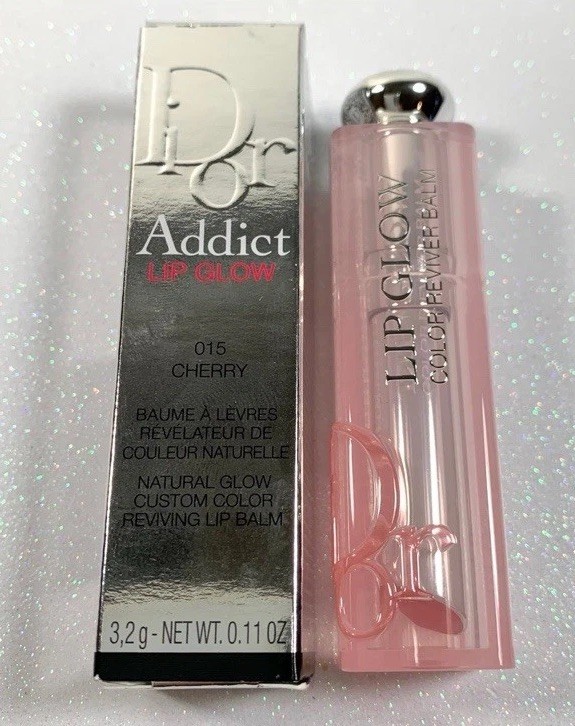 Dior
Addict
LIP GLOW
015
CHERRY
BAUME À LÈVRES
RÉVÉLATEUR DE
COULEUR NATURELLE
NATURAL GLOW
CUSTOM COLOR
REVIVING LIP BALM
3,2 g - NET WT. 0.11 OZ
LIP GLOW
COLOR REVIVER BALM
Dior